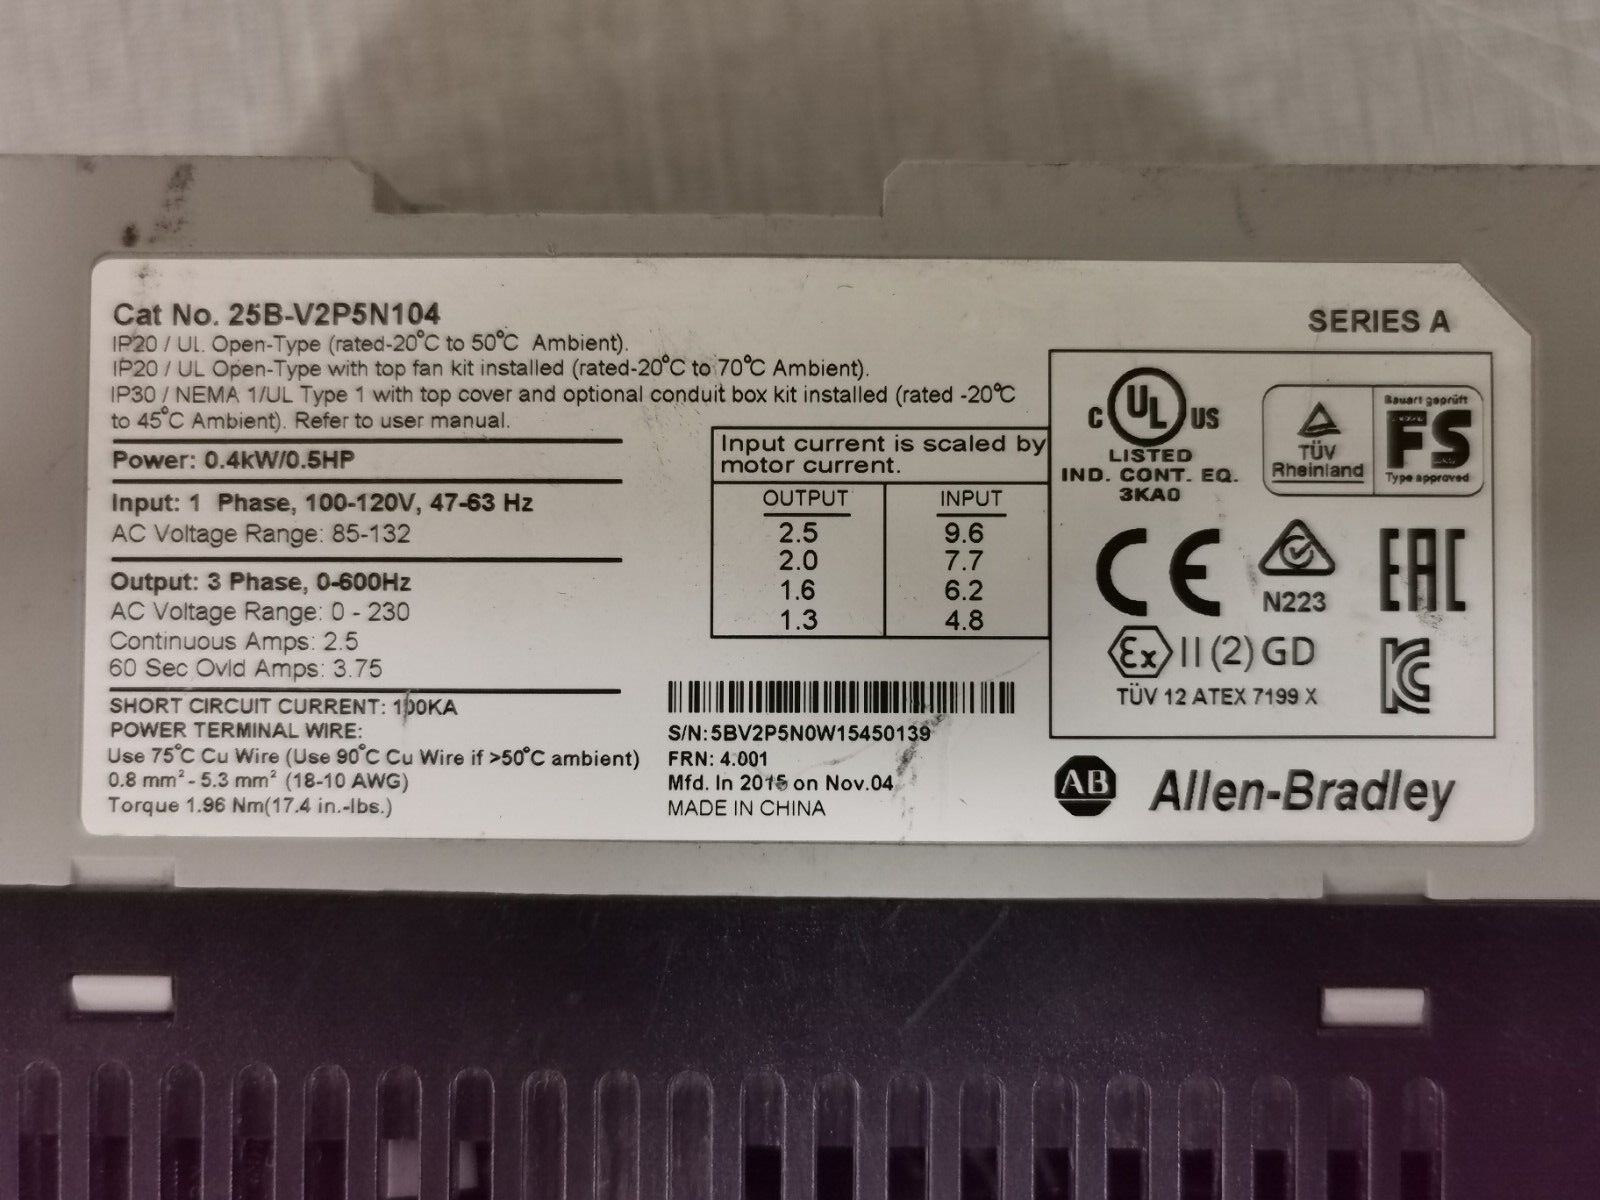 Cat No. 25B-V2P5N104
SERIES A
IP20 / UL Open-Type (rated-20°C to 50°C Ambient).
IP20 / UL Open-Type with top fan kit installed (rated-20°C to 70°C Ambient).
IP30 / NEMA 1/UL Type 1 with top cover and optional conduit box kit installed (rated -20°C
to 45°C Ambient). Refer to user manual.
Power: 0.4kW/0.5HP
Input: 1 Phase, 100-120V, 47-63 Hz
AC Voltage Range: 85-132
Output: 3 Phase, 0-600Hz
AC Voltage Range: 0 - 230
Continuous Amps: 2.5
60 Sec Ovld Amps: 3.75
SHORT CIRCUIT CURRENT: 100KA
POWER TERMINAL WIRE:
Use 75°C Cu Wire (Use 90°C Cu Wire if >50°C ambient)
0.8 mm² - 5.3 mm² (18-10 AWG)
Torque 1.96 Nm(17.4 in.-lbs.)
Input current is scaled by
motor current.
OUTPUT INPUT
2.5 9.6
2.0 7.7
1.6 6.2
1.3 4.8
S/N: 5BV2P5N0W15450139
FRN: 4.001
Mfd. In 2015 on Nov.04
MADE IN CHINA
C UL US
LISTED
IND. CONT. EQ.
3KA0
TÜV
Rheinland
Bauart geprüft
FS
Type approved
CE
N223
EAC
Ex II (2) GD
TÜV 12 ATEX 7199 X
KC
AB Allen-Bradley